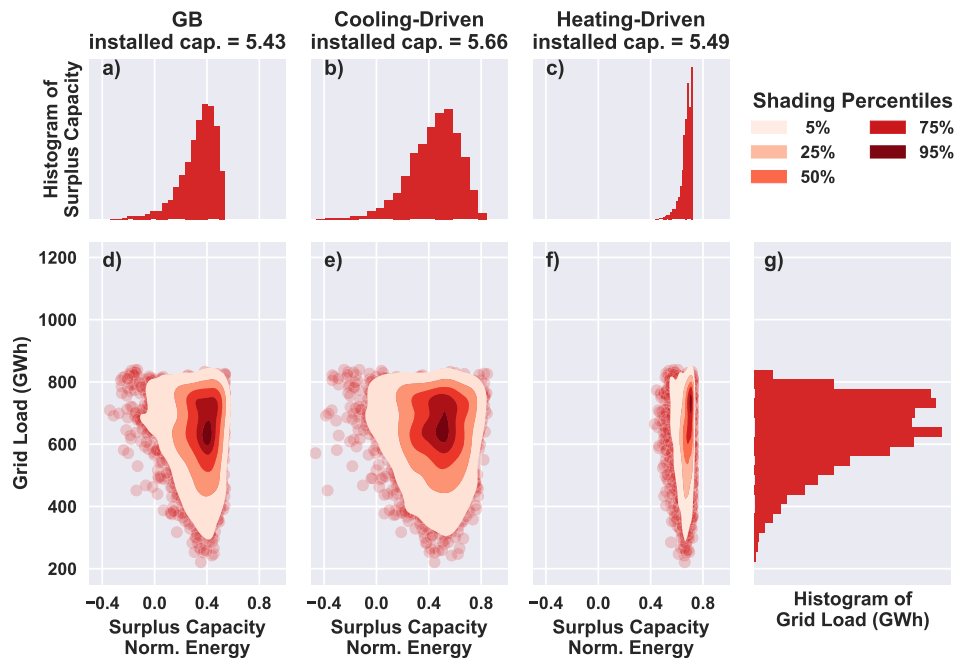 GB
installed cap. = 5.43
Cooling-Driven
installed cap. = 5.66
Heating-Driven
installed cap. = 5.49
Histogram of
Surplus Capacity
a)
b)
c)
Shading Percentiles
5%
25%
50%
75%
95%
Grid Load (GWh)
1200
1000
800
600
400
200
d)
e)
f)
g)
−0.4 0.0 0.4 0.8
−0.4 0.0 0.4 0.8
−0.4 0.0 0.4 0.8
Surplus Capacity
Norm. Energy
Surplus Capacity
Norm. Energy
Surplus Capacity
Norm. Energy
Histogram of
Grid Load (GWh)